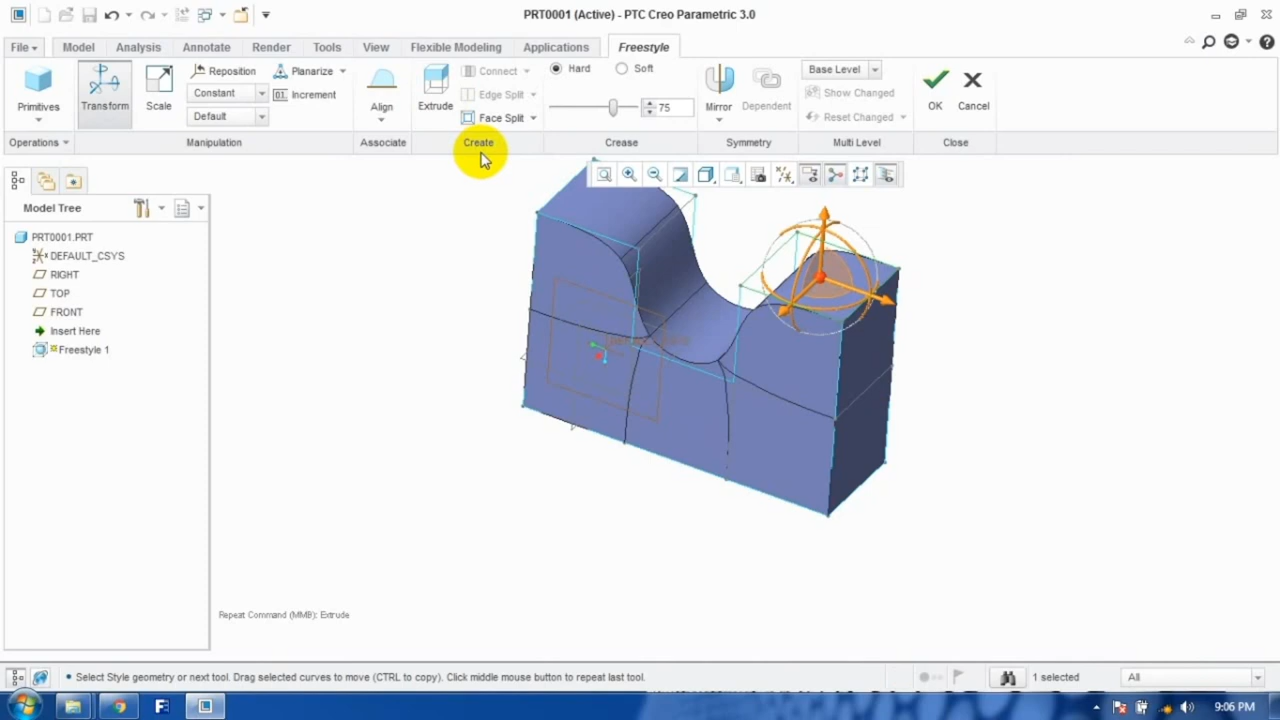 PRT0001 (Active) - PTC Creo Parametric 3.0
File Model Analysis Annotate Render Tools View Flexible Modeling Applications Freestyle
Primitives
Transform
Scale
Reposition
Constant
Default
Planarize
Increment
Align
Extrude
Connect
Edge Split
Face Split
Hard Soft
75
Mirror
Dependent
Base Level
Show Changed
Reset Changed
OK
Cancel
Operations Manipulation Associate Create Crease Symmetry Multi Level Close
Model Tree
PRT0001.PRT
DEFAULT_CSYS
RIGHT
TOP
FRONT
Insert Here
Freestyle 1
Repeat Command (MMB): Extrude
• Select Style geometry or next tool. Drag selected curves to move (CTRL to copy). Click middle mouse button to repeat last tool.
1 selected
All
9:06 PM